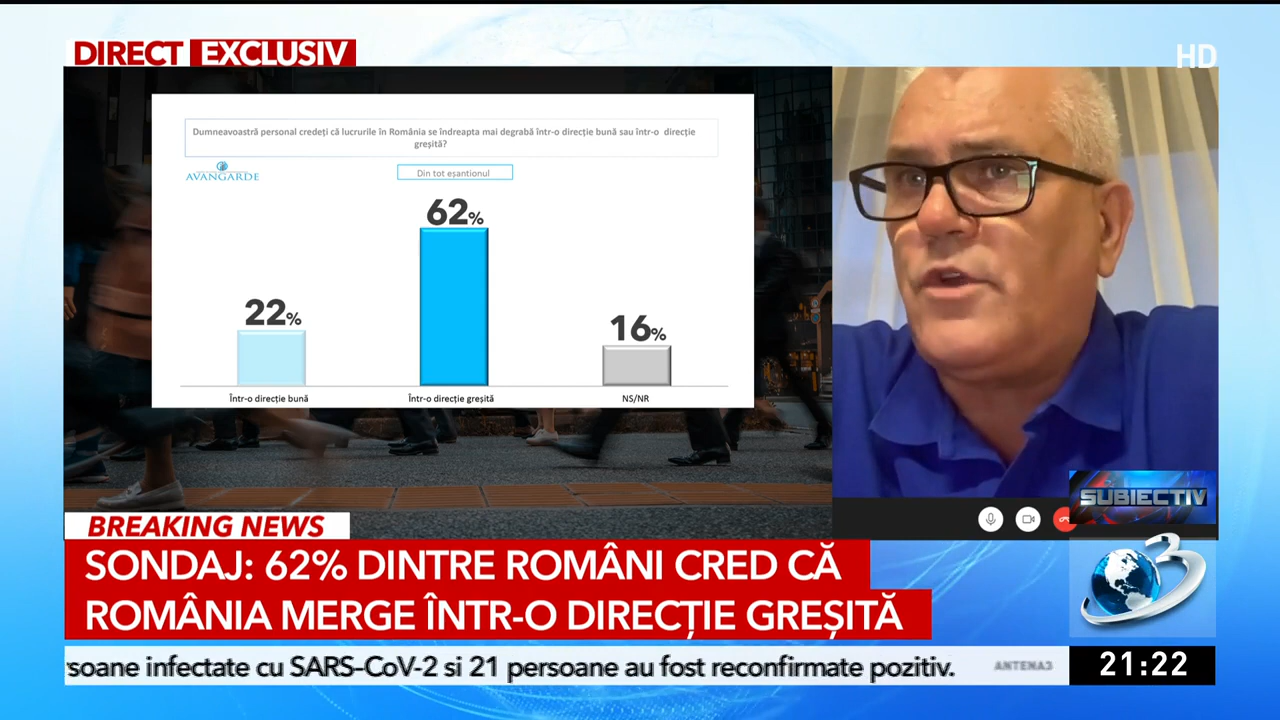 DIRECT EXCLUSIV
HD
Dumneavoastră personal credeți că lucrurile în România se îndreapta mai degrabă într-o direcție bună sau într-o direcție
greșită?
AVANGARDE
Din tot eșantionul
62%
22%
16%
Într-o direcție bună
Într-o direcție greșită
NS/NR
SUBIECTIV
BREAKING NEWS
SONDAJ: 62% DINTRE ROMÂNI CRED CĂ
ROMÂNIA MERGE ÎNTR-O DIRECȚIE GREȘITĂ
3
rsoane infectate cu SARS-CoV-2 si 21 persoane au fost reconfirmate pozitiv.
ANTENA3
21:22